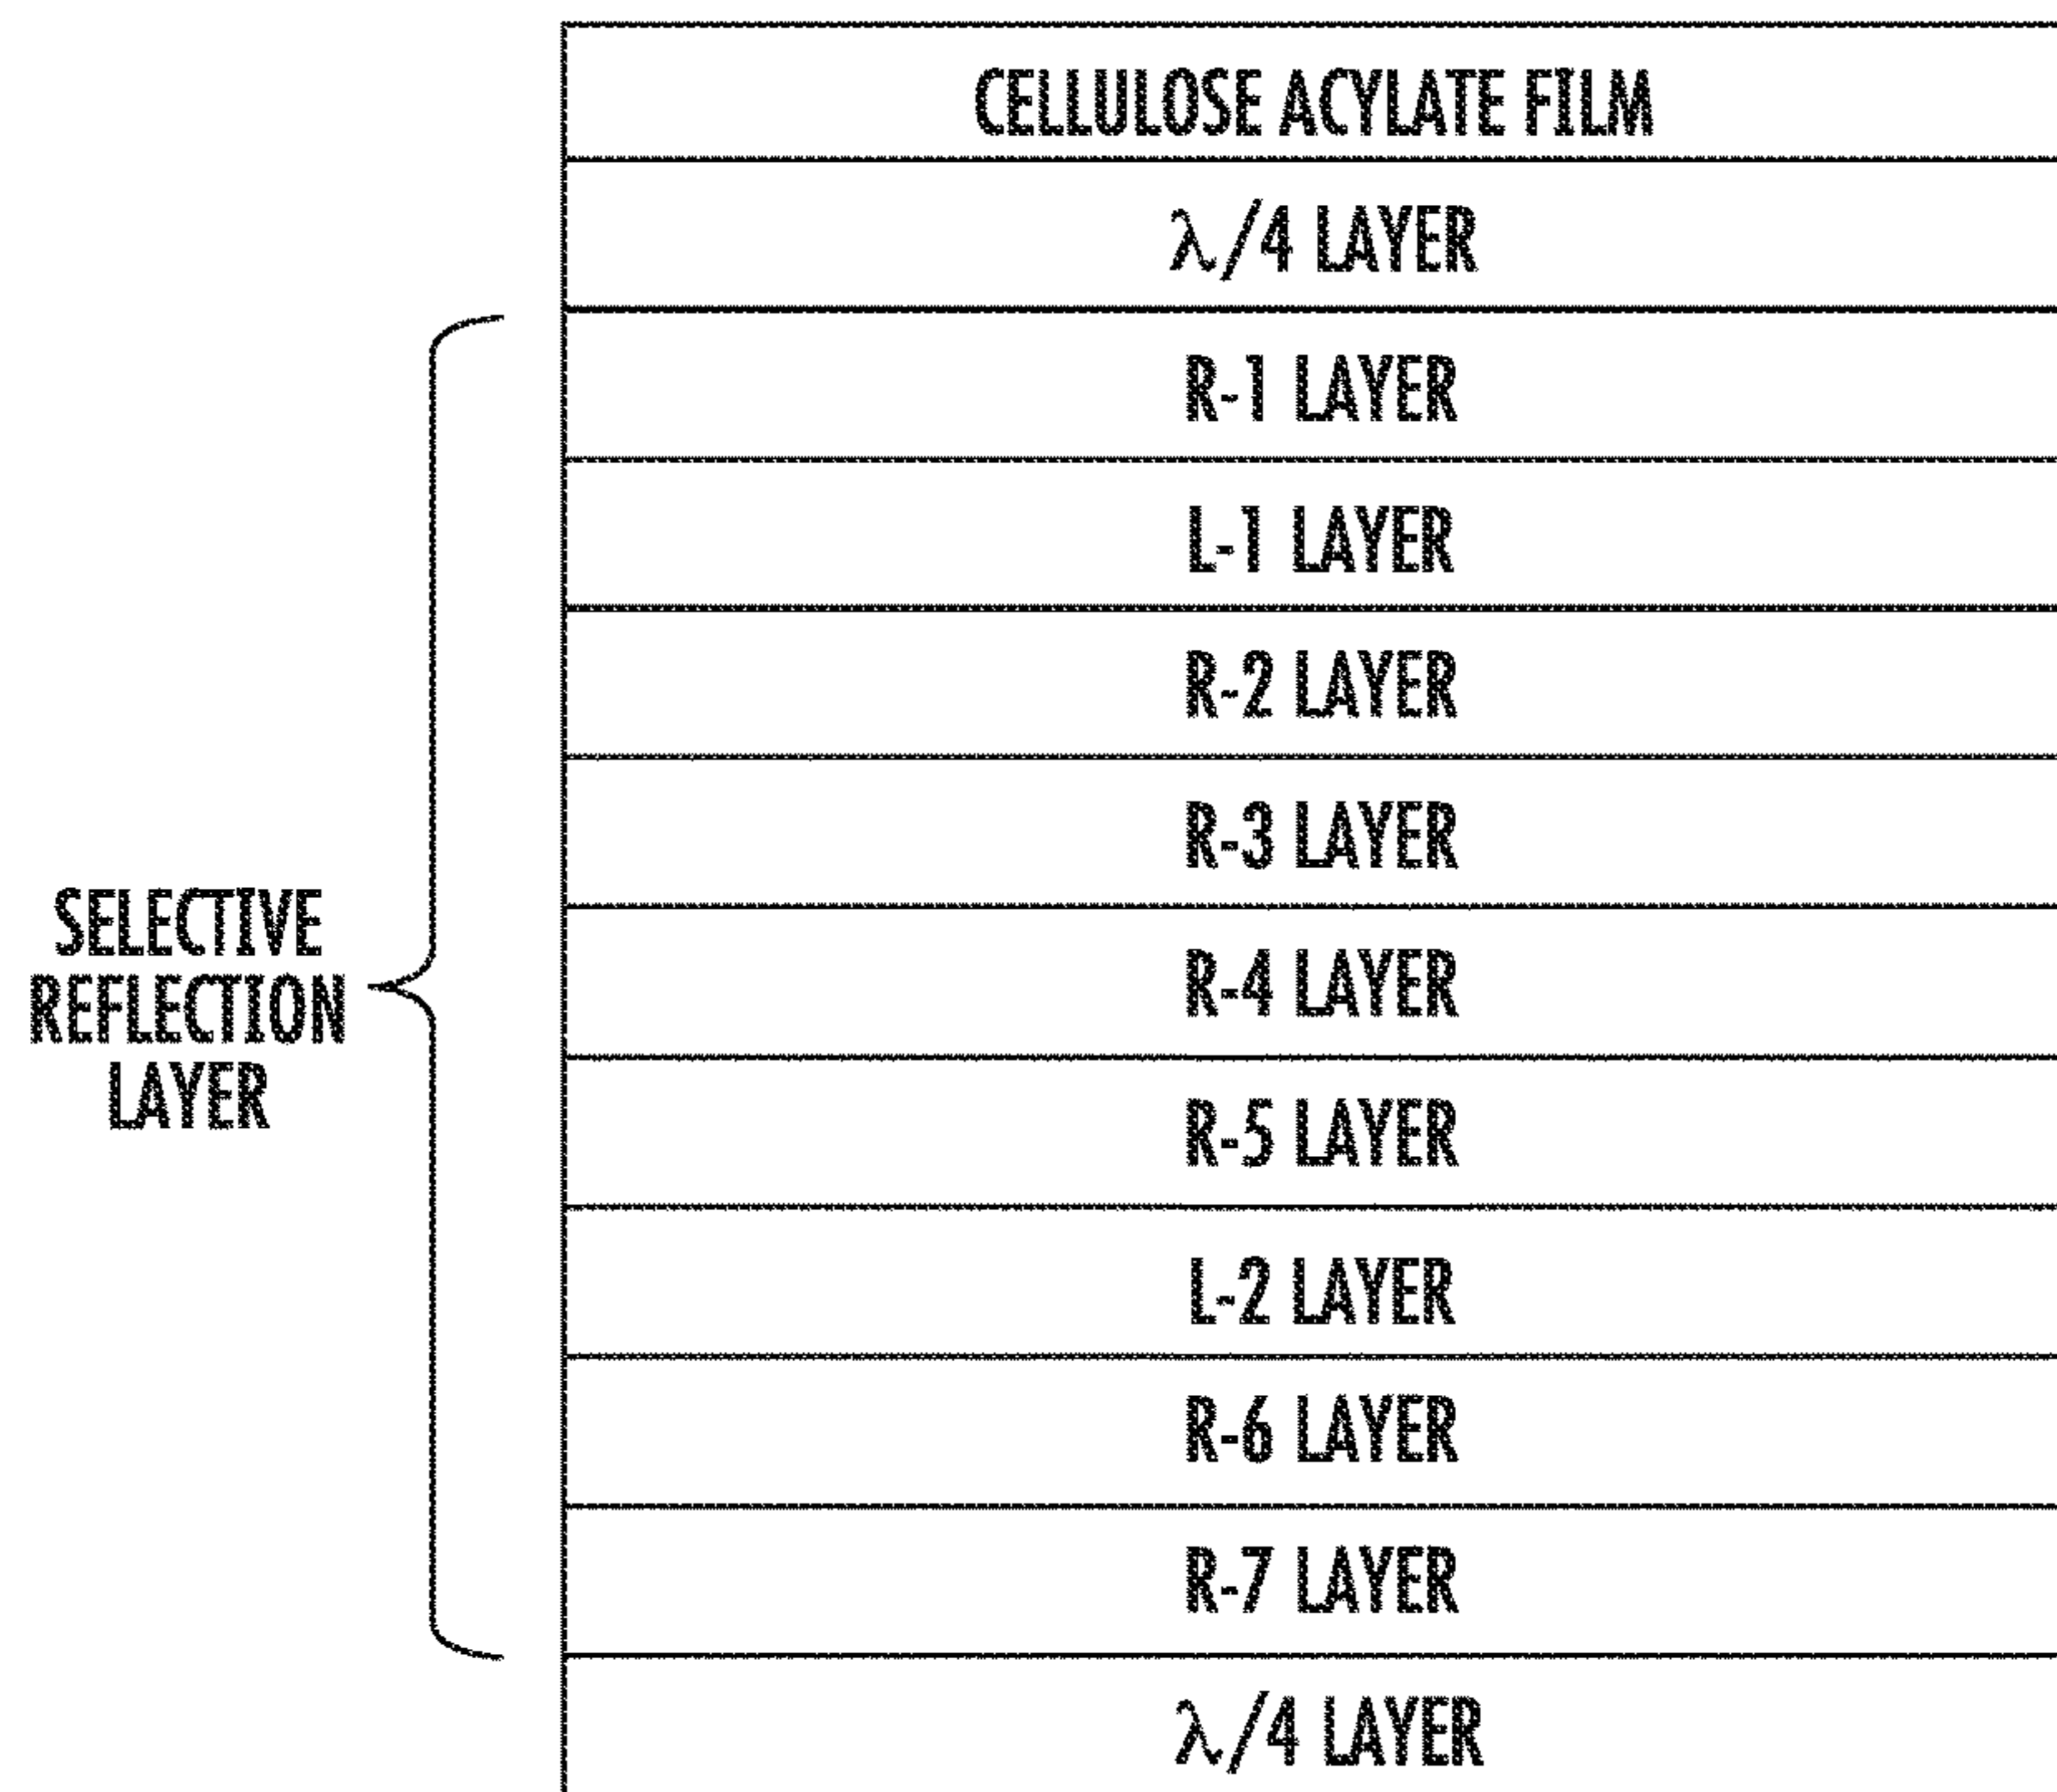 CELLULOSE ACYLATE FILM
λ/4 LAYER
R-1 LAYER
L-1 LAYER
R-2 LAYER
R-3 LAYER
R-4 LAYER
R-5 LAYER
L-2 LAYER
R-6 LAYER
R-7 LAYER
λ/4 LAYER
SELECTIVE
REFLECTION
LAYER